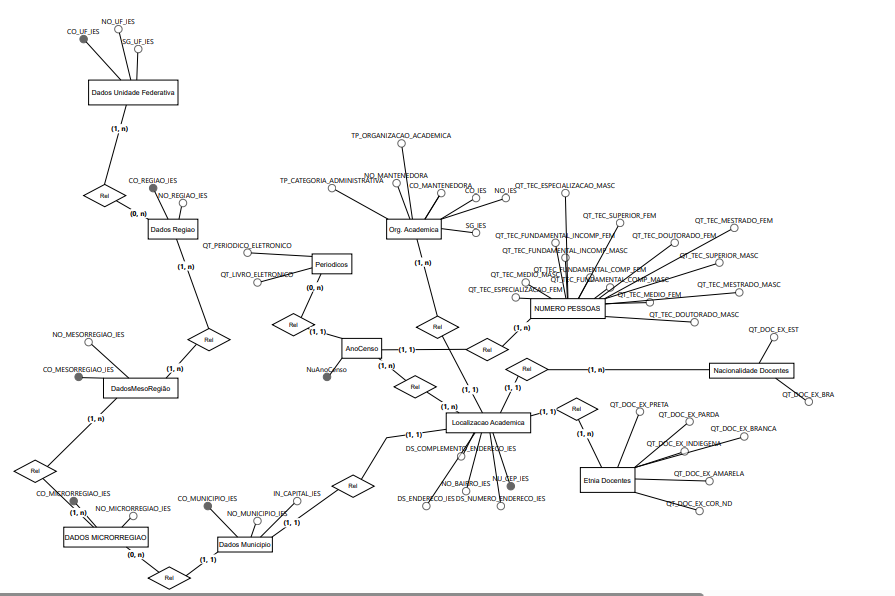 NO_UF_IES
CO_UF_IES
SG_UF_IES
Dados Unidade Federativa
(1, n)
Rel
(0, n)
CO_REGIAO_IES
NO_REGIAO_IES
Dados Regiao
(1, n)
Rel
(1, n)
NO_MESORREGIAO_IES
CO_MESOREGIAO_IES
DadosMesoRegião
(1, n)
Rel
(1, n)
CO_MICRORREGIAO_IES
NO_MICRORREGIAO_IES
DADOS MICRORREGIAO
(0, n)
Rel
(1, 1)
CO_MUNICIPIO_IES
IN_CAPITAL_IES
NO_MUNICIPIO_IES
(1, 1)
Dados Municipio
Rel
(1, 1)
TP_ORGANIZACAO_ACADEMICA
TP_CATEGORIA_ADMINISTRATIVA
NO_MANTENEDORA
CO_MANTENEDORA
CO_IES
NO_IES
SG_IES
Org. Academica
(1, n)
Rel
(1, 1)
QT_PERIODICO_ELETRONICO
QT_LIVRO_ELETRONICO
Periodicos
(0, n)
Rel
(1, 1)
AnoCenso
NuAnoCenso
(1, 1)
Rel
(1, n)
(1, n)
Rel
(1, n)
QT_TEC_ESPECIALIZACAO_MASC
QT_TEC_SUPERIOR_FEM
QT_TEC_MESTRADO_FEM
QT_TEC_FUNDAMENTAL_INCOMP_FEM
QT_TEC_DOUTORADO_FEM
QT_TEC_FUNDAMENTAL_INCOMP_MASC
QT_TEC_SUPERIOR_MASC
QT_TEC_FUNDAMENTAL_COMP_FEM
QT_TEC_MEDIO_MASC
QT_TEC_FUNDAMENTAL_COMP_MASC
QT_TEC_MESTRADO_MASC
QT_TEC_ESPECIALIZACAO_FEM
QT_TEC_MEDIO_FEM
NUMERO PESSOAS
QT_TEC_DOUTORADO_MASC
Localizacao Academica
DS_COMPLEMENTO_ENDERECO_IES
NO_BAIRRO_IES
NU_CEP_IES
DS_ENDERECO_IES
DS_NUMERO_ENDERECO_IES
(1, 1)
Rel
(1, n)
QT_DOC_EX_EST
Nacionalidade Docentes
QT_DOC_EX_BRA
(1, 1)
Rel
(1, n)
QT_DOC_EX_PRETA
QT_DOC_EX_PARDA
QT_DOC_EX_BRANCA
QT_DOC_EX_INDIEGENA
QT_DOC_EX_AMARELA
Etnia Docentes
QT_DOC_EX_COR_ND